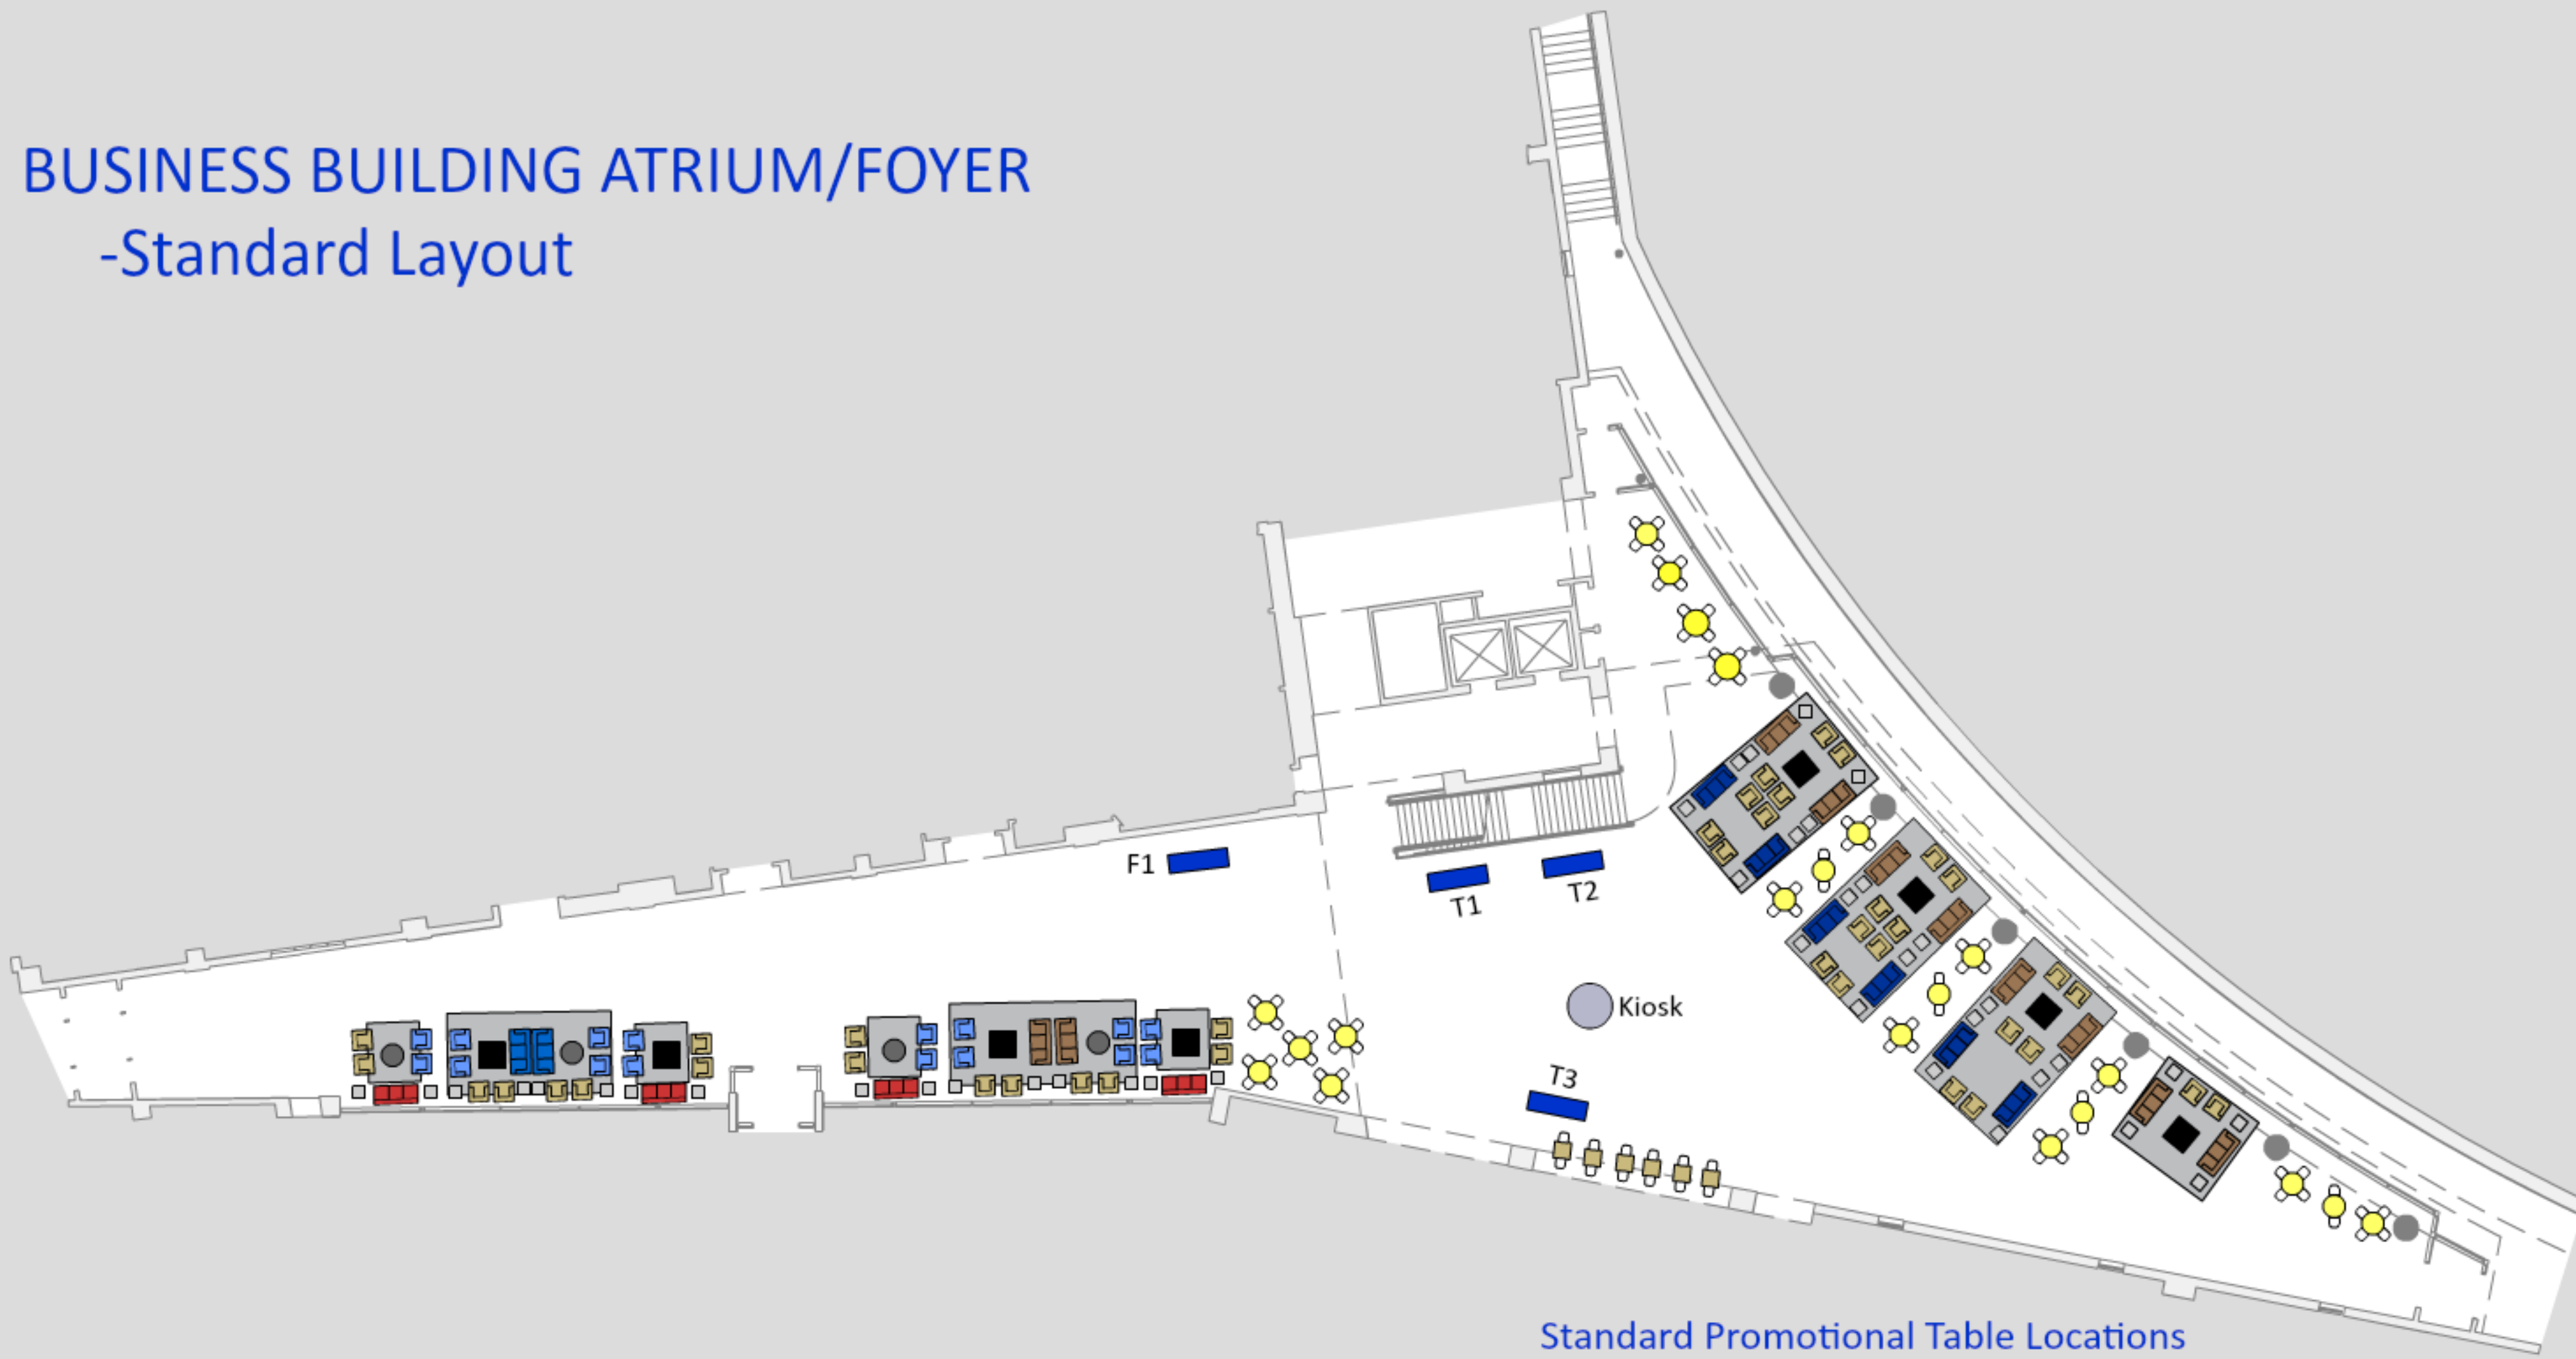 BUSINESS BUILDING ATRIUM/FOYER
-Standard Layout
F1
T1
T2
Kiosk
T3
Standard Promotional Table Locations